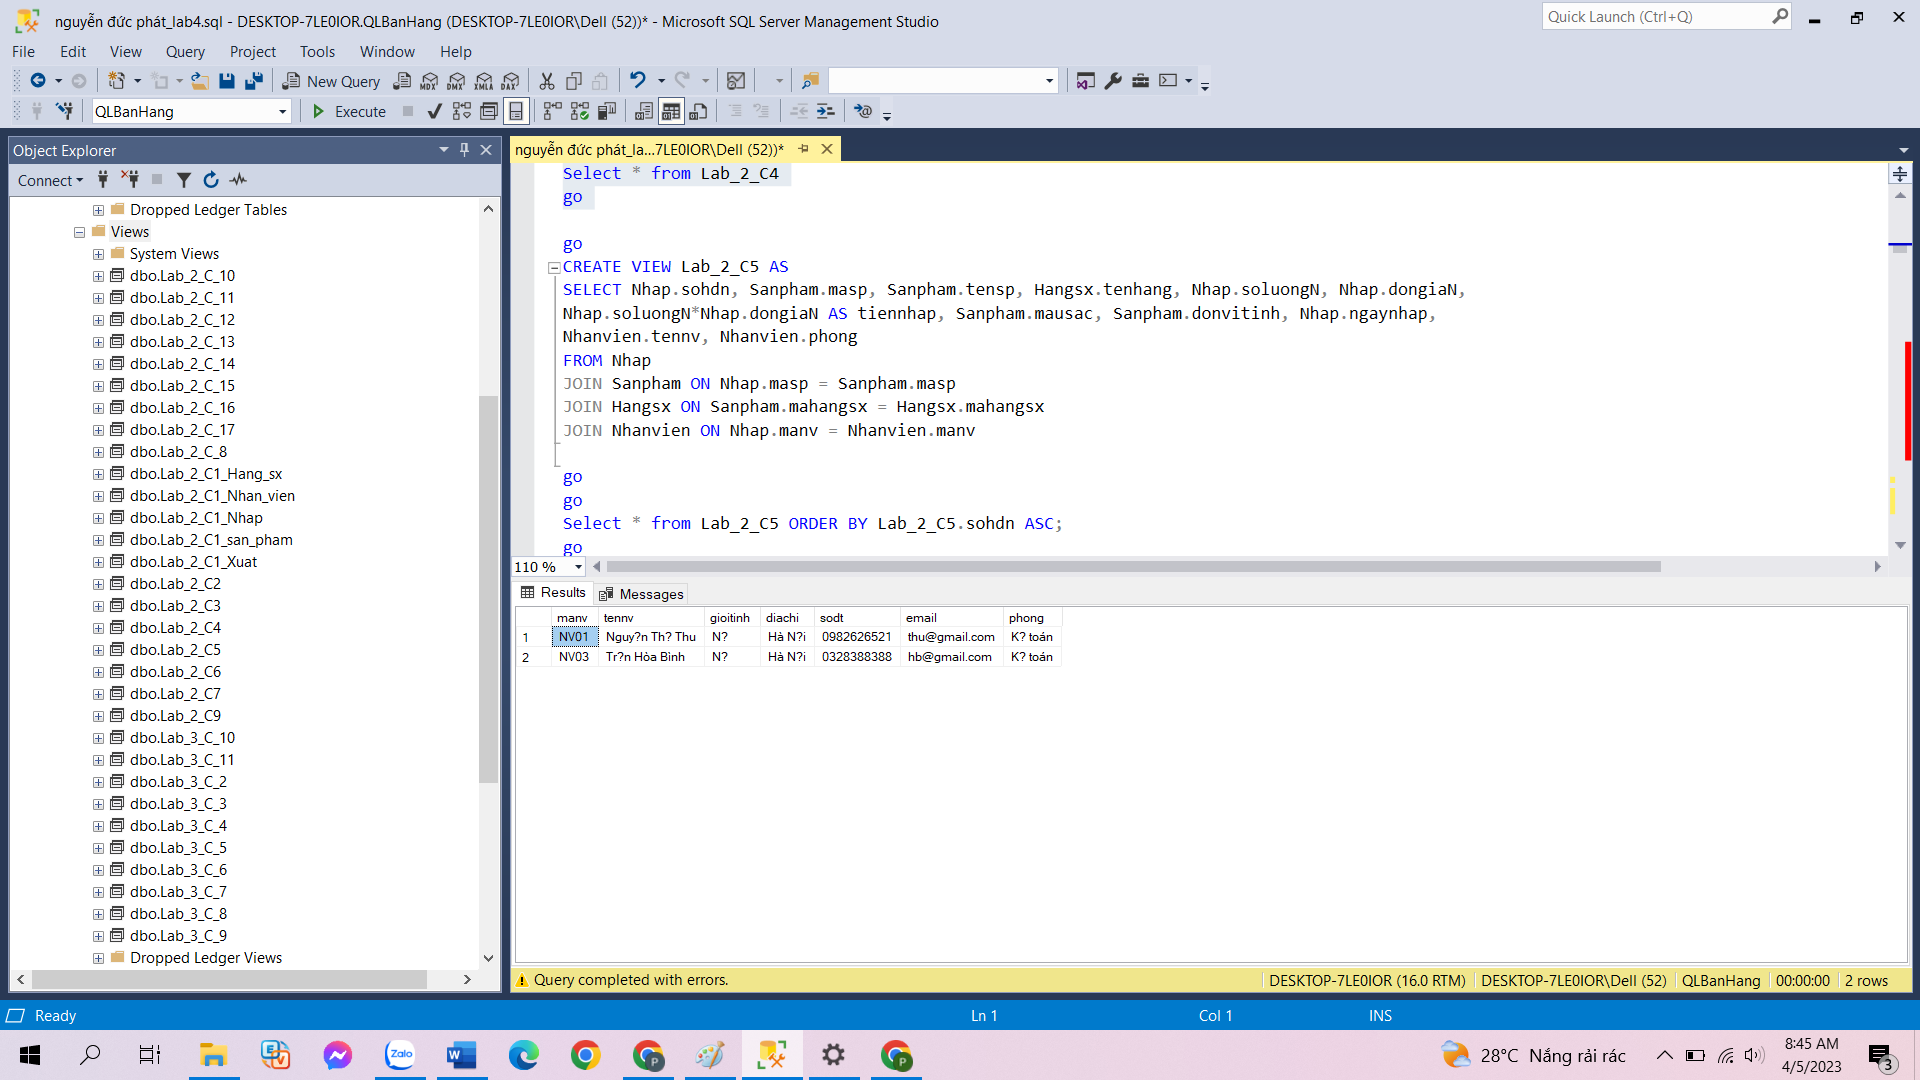 nguyễn đức phát_lab4.sql - DESKTOP-7LE0IOR.QLBanHang (DESKTOP-7LE0IOR\Dell (52))* - Microsoft SQL Server Management Studio
Quick Launch (Ctrl+Q)
File Edit View Query Project Tools Window Help
New Query
MDX DMX XMLA DAX
QLBanHang
Execute
Object Explorer
Connect
Dropped Ledger Tables
Views
System Views
dbo.Lab_2_C_10
dbo.Lab_2_C_11
dbo.Lab_2_C_12
dbo.Lab_2_C_13
dbo.Lab_2_C_14
dbo.Lab_2_C_15
dbo.Lab_2_C_16
dbo.Lab_2_C_17
dbo.Lab_2_C_8
dbo.Lab_2_C1_Hang_sx
dbo.Lab_2_C1_Nhan_vien
dbo.Lab_2_C1_Nhap
dbo.Lab_2_C1_san_pham
dbo.Lab_2_C1_Xuat
dbo.Lab_2_C2
dbo.Lab_2_C3
dbo.Lab_2_C4
dbo.Lab_2_C5
dbo.Lab_2_C6
dbo.Lab_2_C7
dbo.Lab_2_C9
dbo.Lab_3_C_10
dbo.Lab_3_C_11
dbo.Lab_3_C_2
dbo.Lab_3_C_3
dbo.Lab_3_C_4
dbo.Lab_3_C_5
dbo.Lab_3_C_6
dbo.Lab_3_C_7
dbo.Lab_3_C_8
dbo.Lab_3_C_9
Dropped Ledger Views
nguyễn đức phát_la...7LE0IOR\Dell (52))*
Select * from Lab_2_C4
go
go
CREATE VIEW Lab_2_C5 AS
SELECT Nhap.sohdn, Sanpham.masp, Sanpham.tensp, Hangsx.tenhang, Nhap.soluongN, Nhap.dongiaN,
Nhap.soluongN*Nhap.dongiaN AS tiennhap, Sanpham.mausac, Sanpham.donvitinh, Nhap.ngaynhap,
Nhanvien.tennv, Nhanvien.phong
FROM Nhap
JOIN Sanpham ON Nhap.masp = Sanpham.masp
JOIN Hangsx ON Sanpham.mahangsx = Hangsx.mahangsx
JOIN Nhanvien ON Nhap.manv = Nhanvien.manv
go
go
Select * from Lab_2_C5 ORDER BY Lab_2_C5.sohdn ASC;
go
110 %
Results Messages
manv tennv gioitinh diachi sodt email phong
1 NV01 Nguy?n Th? Thu N? Hà N?i 0982626521 thu@gmail.com K? toán
2 NV03 Tr?n Hòa Bình N? Hà N?i 0328388388 hb@gmail.com K? toán
Query completed with errors.
DESKTOP-7LE0IOR (16.0 RTM) DESKTOP-7LE0IOR\Dell (52) QLBanHang 00:00:00 2 rows
Ready Ln 1 Col 1 INS
Zalo
28°C Nắng rải rác
8:45 AM
4/5/2023
3